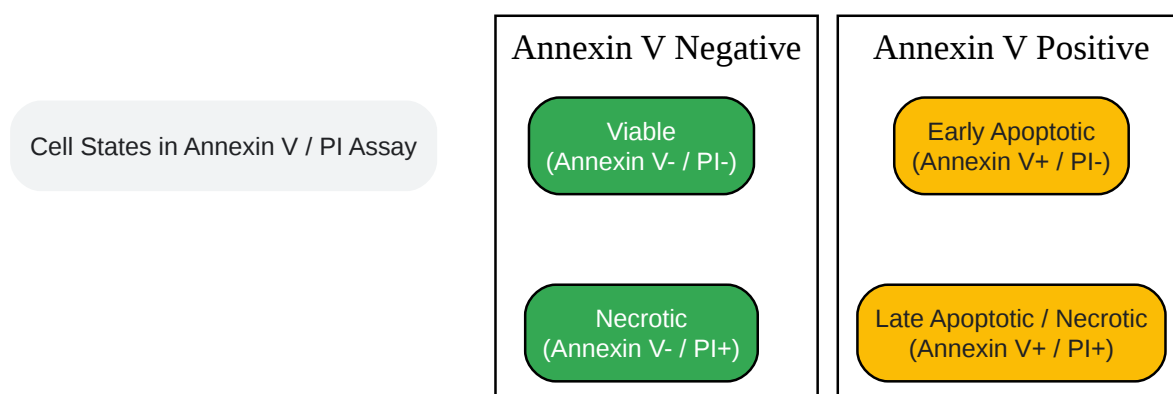 Cell States in Annexin V / PI Assay
Annexin V Negative
Viable
(Annexin V- / PI-)
Necrotic
(Annexin V- / PI+)
Annexin V Positive
Early Apoptotic
(Annexin V+ / PI-)
Late Apoptotic / Necrotic
(Annexin V+ / PI+)